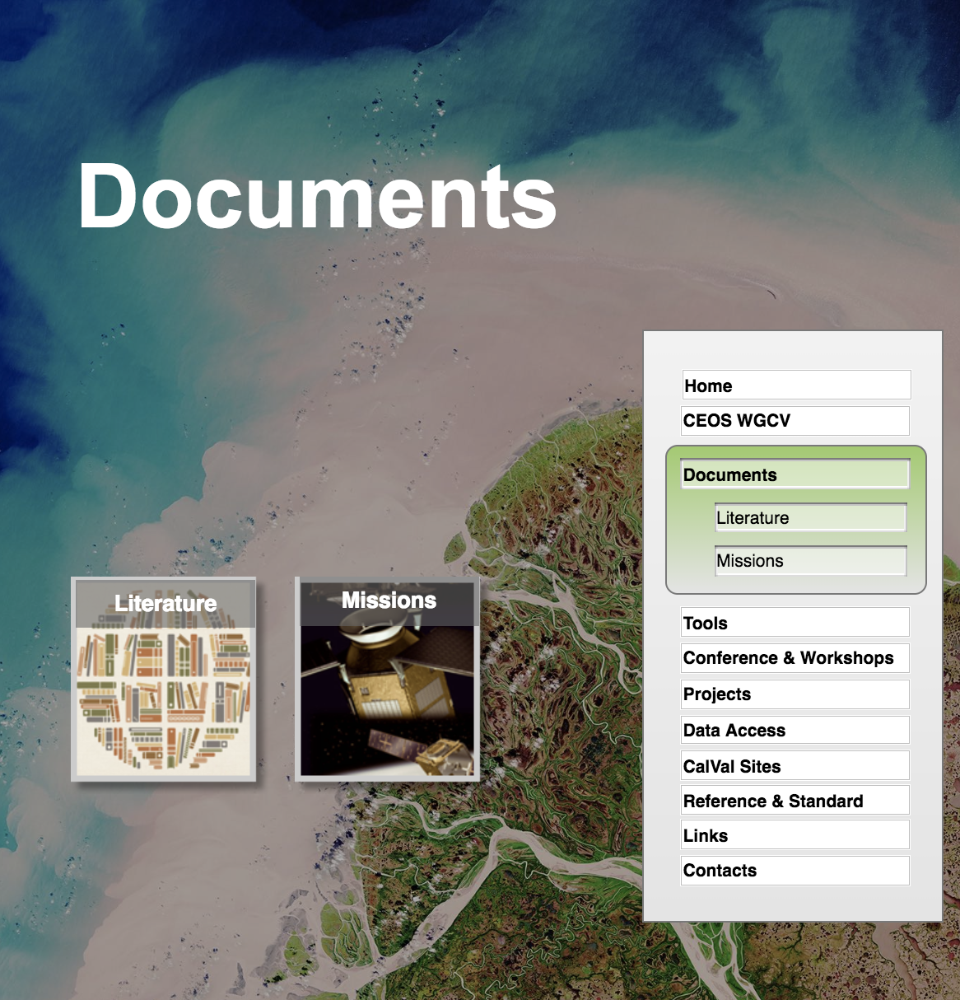 Documents
Home
CEOS WGCV
Documents
Literature
Missions
Literature
Missions
Tools
Conference & Workshops
Projects
Data Access
CalVal Sites
Reference & Standard
Links
Contacts